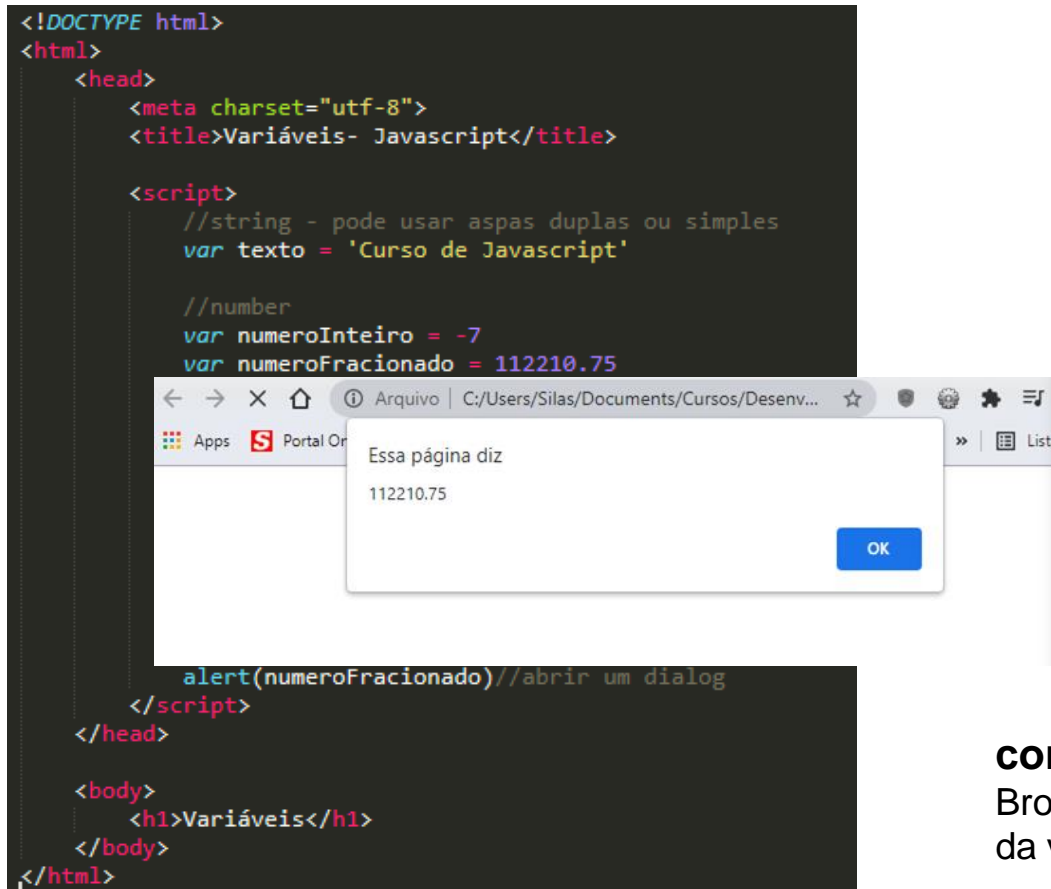 <!DOCTYPE html>
<html>
<head>
<meta charset="utf-8">
<title>Variáveis- Javascript</title>
<script>
//string - pode usar aspas duplas ou simples
var texto = 'Curso de Javascript'
//number
var numeroInteiro = -7
var numeroFracionado = 112210.75
Arquivo | C:/Users/Silas/Documents/Cursos/Desenv...
Apps S Portal » List
Essa página diz
112210.75
OK
alert(numeroFracionado)//abrir um dialog
</script>
</head>
<body>
<h1>Variáveis</h1>
</body>
</html>
da